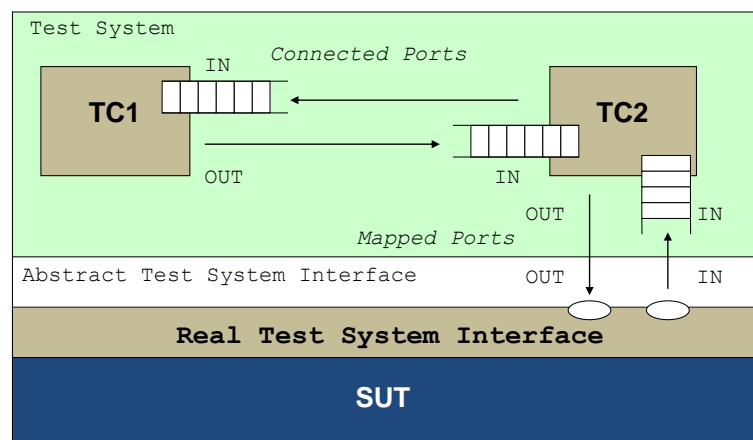 Test System
Connected Ports
IN
TC1
TC2
OUT
IN
OUT
IN
Mapped Ports
Abstract Test System Interface
OUT
IN
Real Test System Interface
SUT